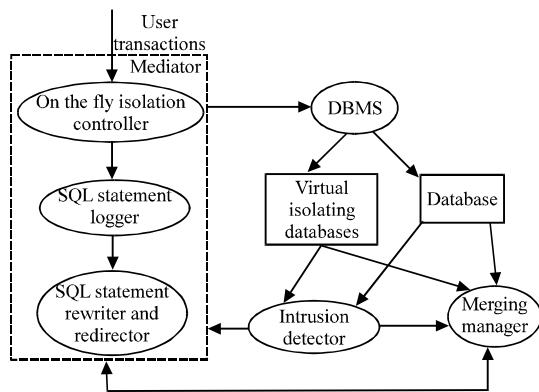 User
transactions
Mediator
On the fly isolation
controller
DBMS
SQL statement
logger
Virtual
isolating
databases
Database
SQL statement
rewriter and
redirector
Intrusion
detector
Merging
manager